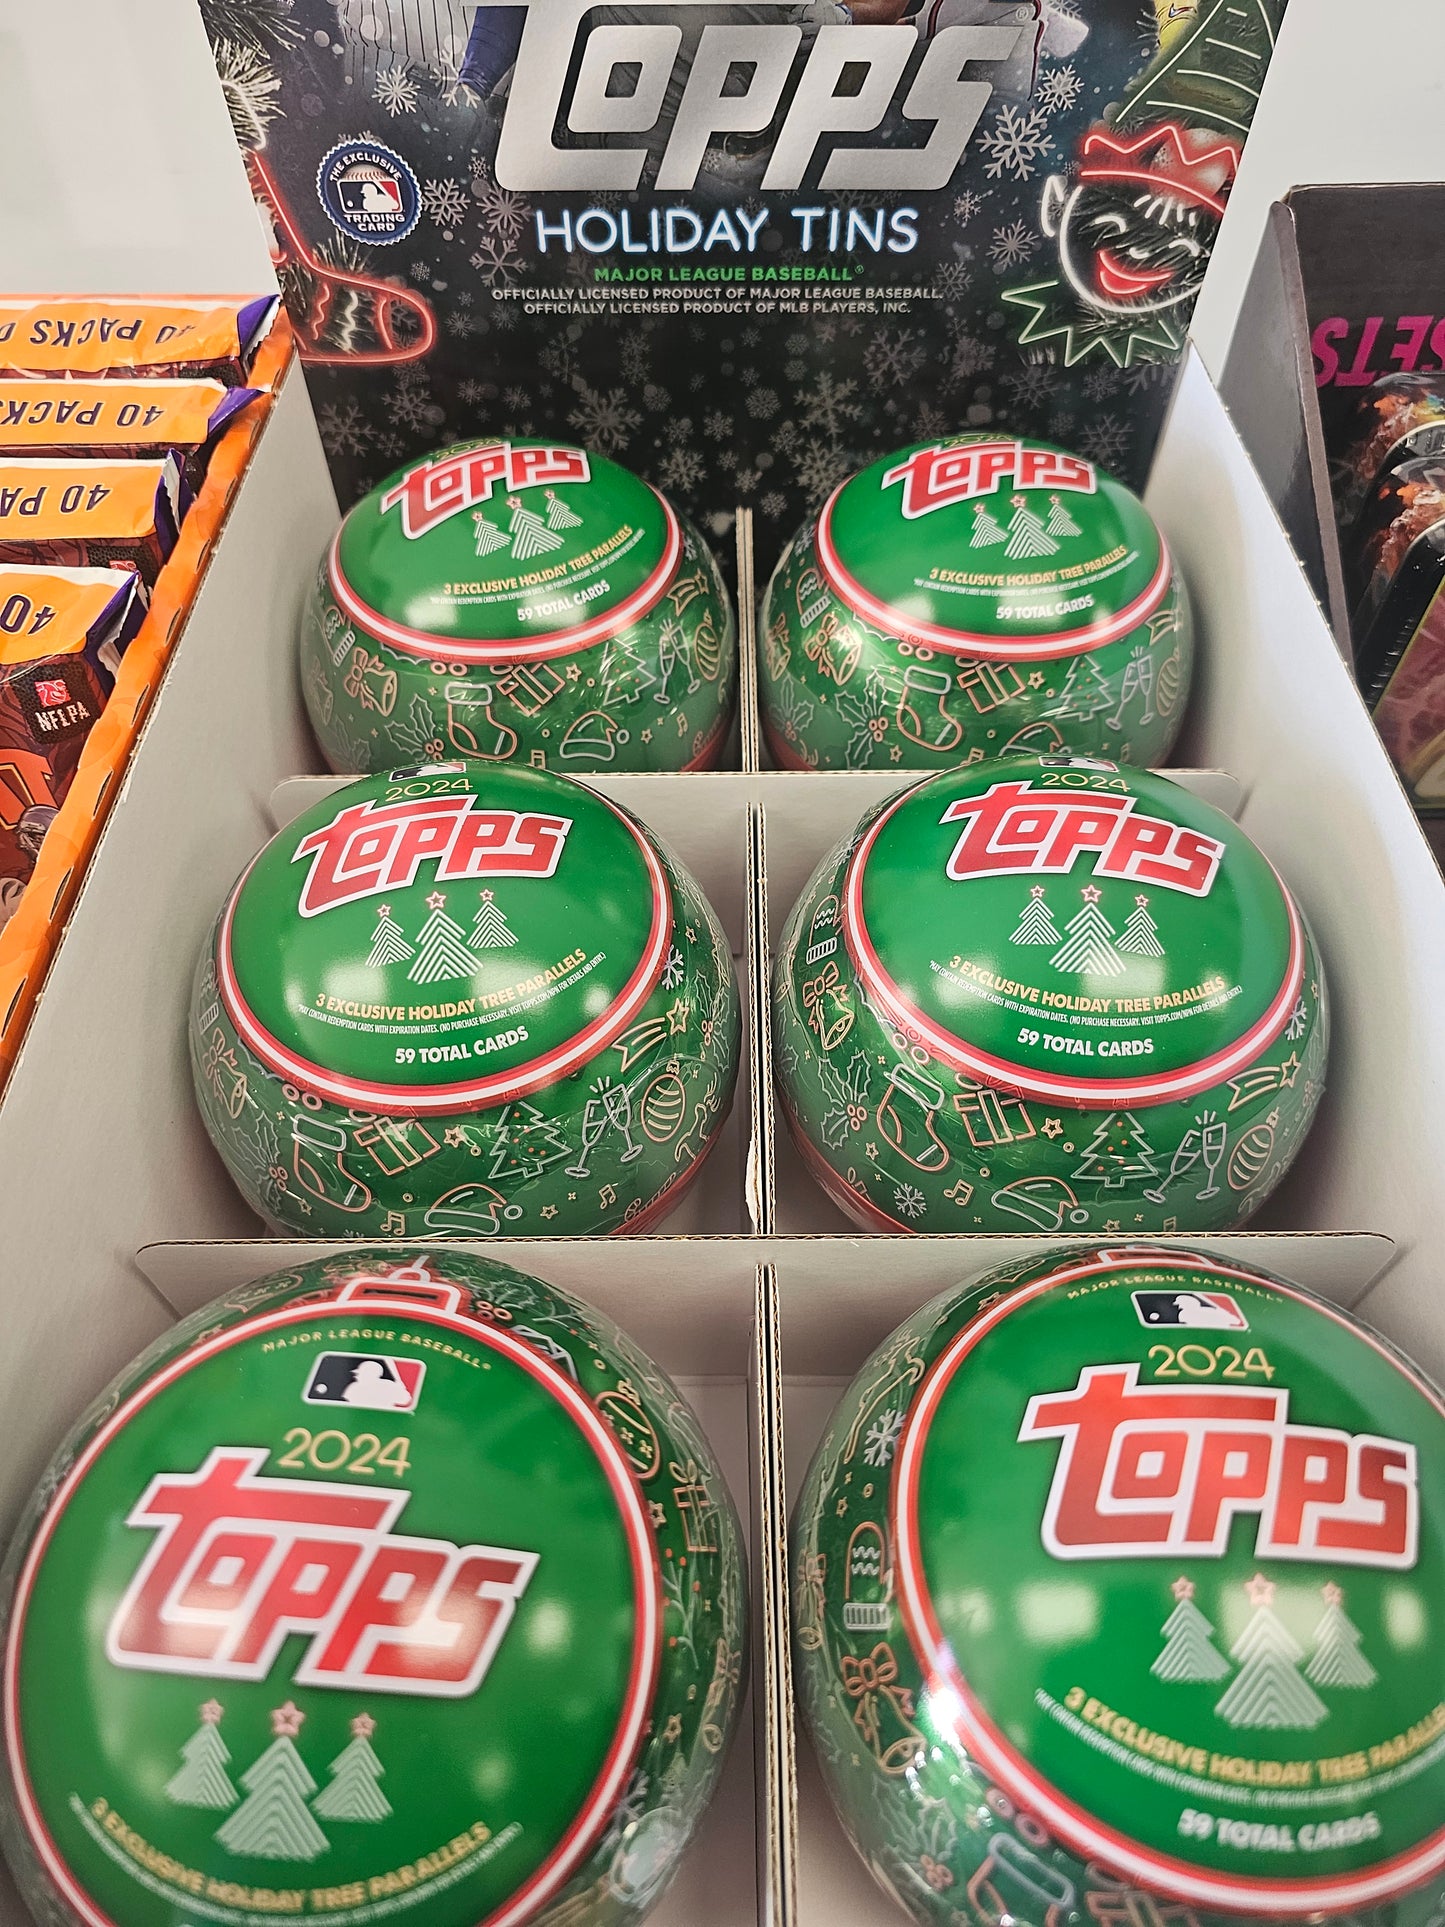 TOPPS®
THE EXCLUSIVE
TRADING
CARD
HOLIDAY TINS
MAJOR LEAGUE BASEBALL®
OFFICIALLY LICENSED PRODUCT OF MAJOR LEAGUE BASEBALL.
OFFICIALLY LICENSED PRODUCT OF MLB PLAYERS, INC.
40 PACKS
40 PACKS
40 PA
40
NFLPA
SETS
2024
TOPPS
3 EXCLUSIVE HOLIDAY TREE PARALLELS
59 TOTAL CARDS
2024
TOPPS
3 EXCLUSIVE HOLIDAY TREE PARALLELS
59 TOTAL CARDS
2024
TOPPS
3 EXCLUSIVE HOLIDAY TREE PARALLELS
*MAY CONTAIN REDEMPTION CARDS WITH EXPIRATION DATES. (NO PURCHASE NECESSARY. VISIT TOPPS.COM/NPN FOR DETAILS AND ENTRY.)
59 TOTAL CARDS
2024
TOPPS
3 EXCLUSIVE HOLIDAY TREE PARALLELS
*MAY CONTAIN REDEMPTION CARDS WITH EXPIRATION DATES. (NO PURCHASE NECESSARY. VISIT TOPPS.COM/NPN FOR DETAILS AND ENTRY.)
59 TOTAL CARDS
MAJOR LEAGUE BASEBALL®
2024
TOPPS
3 EXCLUSIVE HOLIDAY TREE PARALLELS
MAJOR LEAGUE BASEBALL®
2024
TOPPS
3 EXCLUSIVE HOLIDAY TREE PARALLE
59 TOTAL CARDS